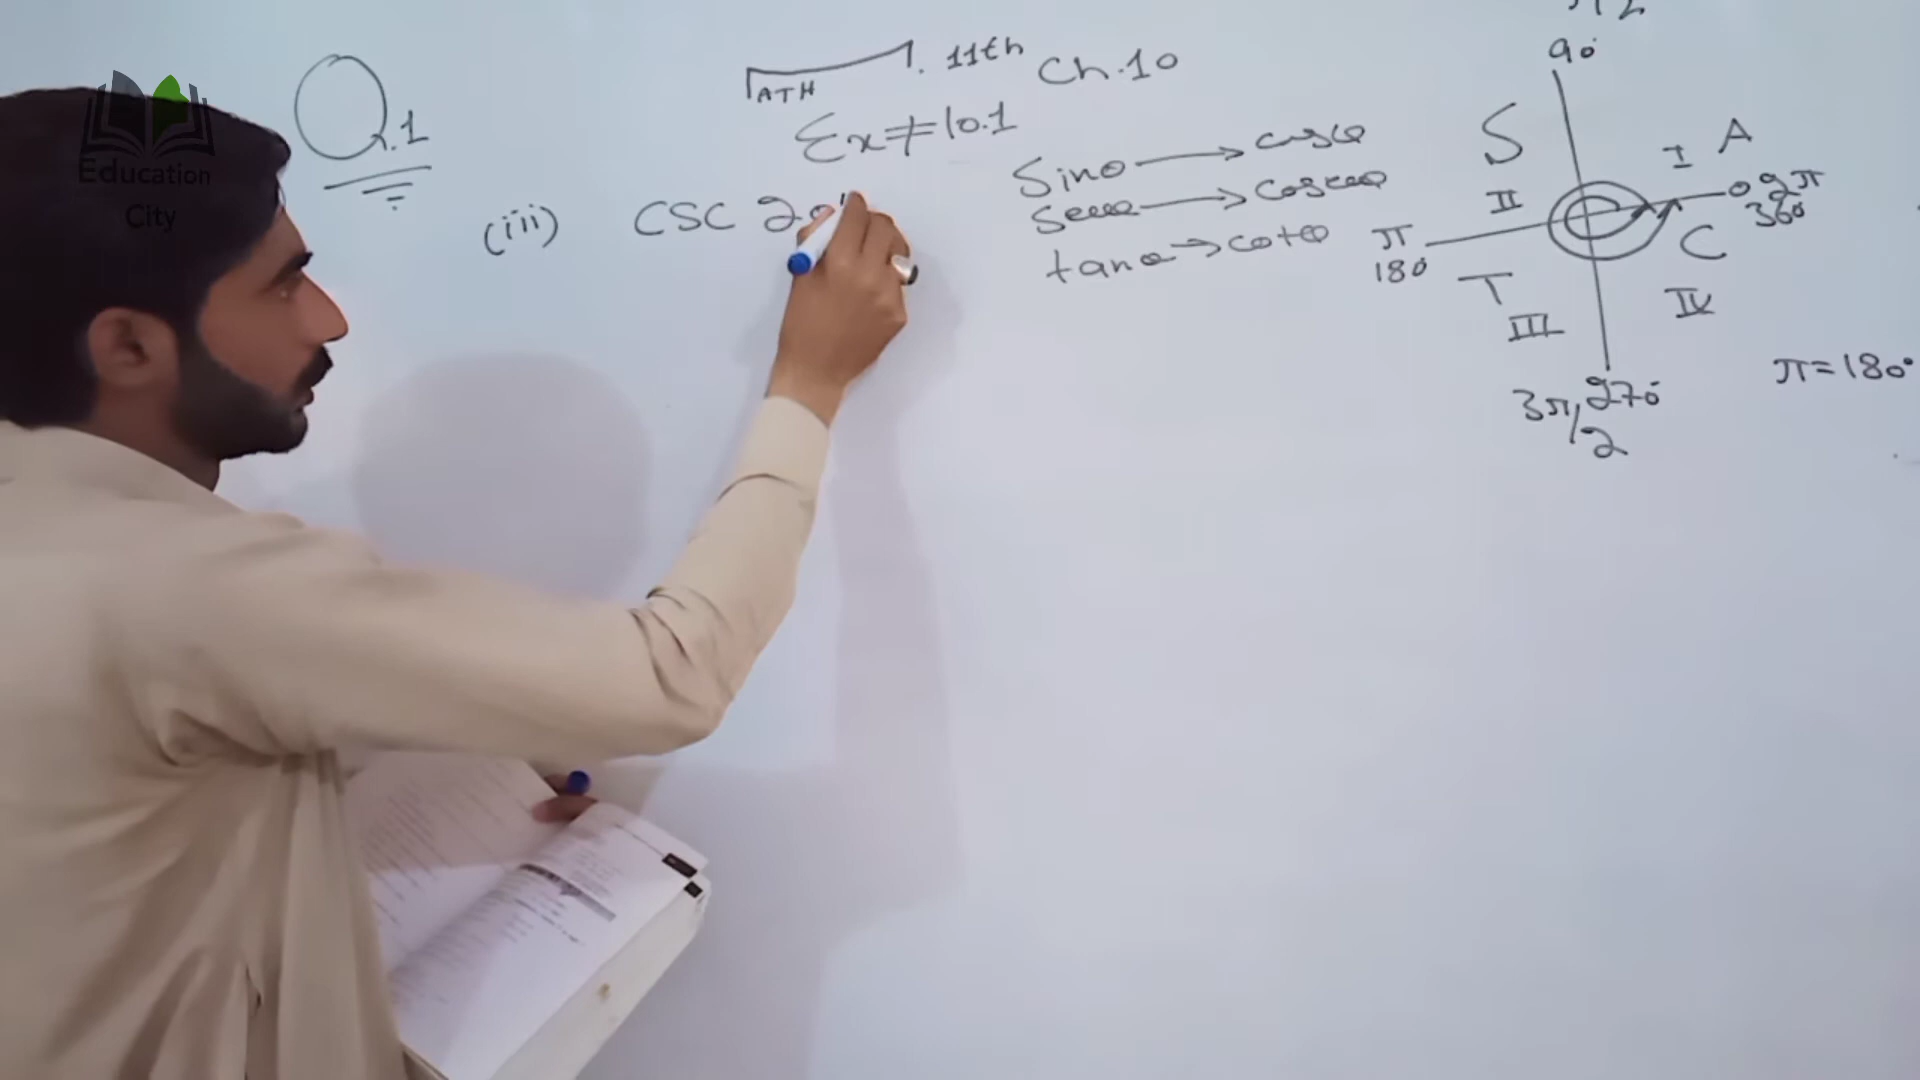 Education
City
Q.1
MATH. 11th Ch.10
Ex≠10.1
(iii) CSC 20
Sinθ → cosθ
Secθ → cosecθ
tanθ → cotθ
90°
S
II
I A
0 2π
360°
π
180°
T
III
C
IV
3π/2
270°
π=180°